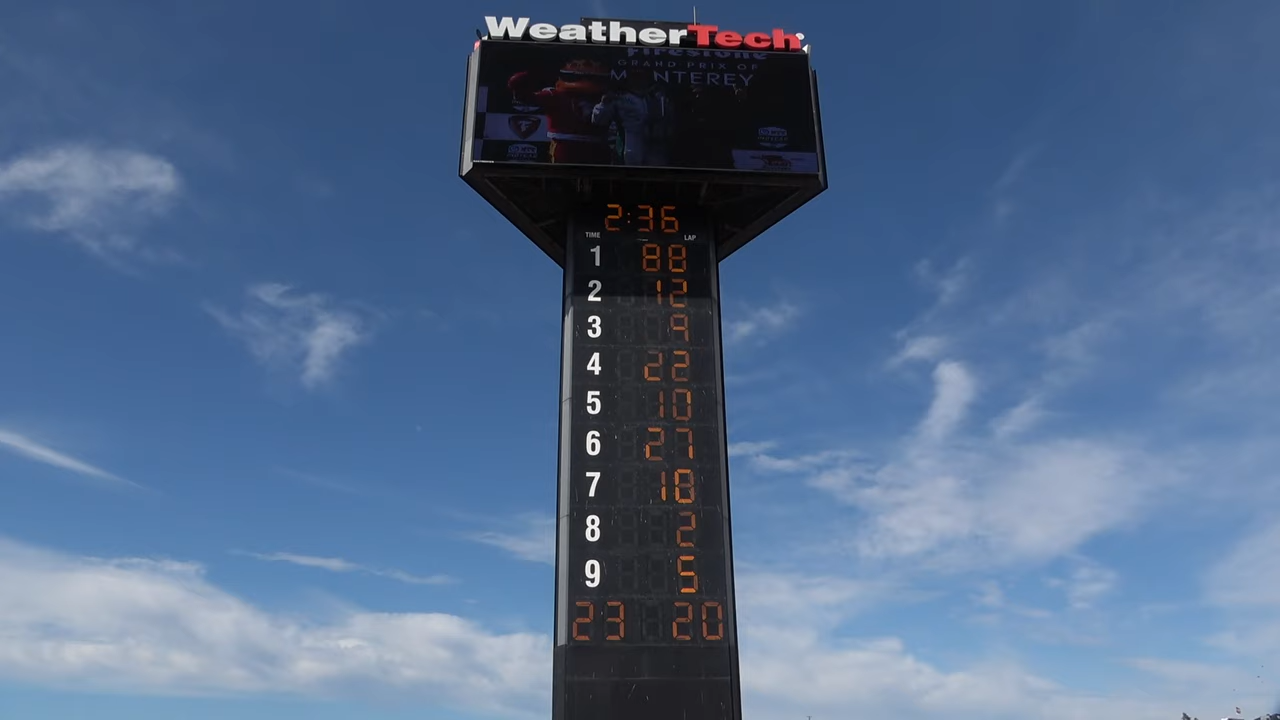 WeatherTech
Firestone
GRAND PRIX OF
MONTEREY
2:36
TIME LAP
1 88
2 12
3 9
4 22
5 10
6 27
7 18
8 2
9 5
23 20